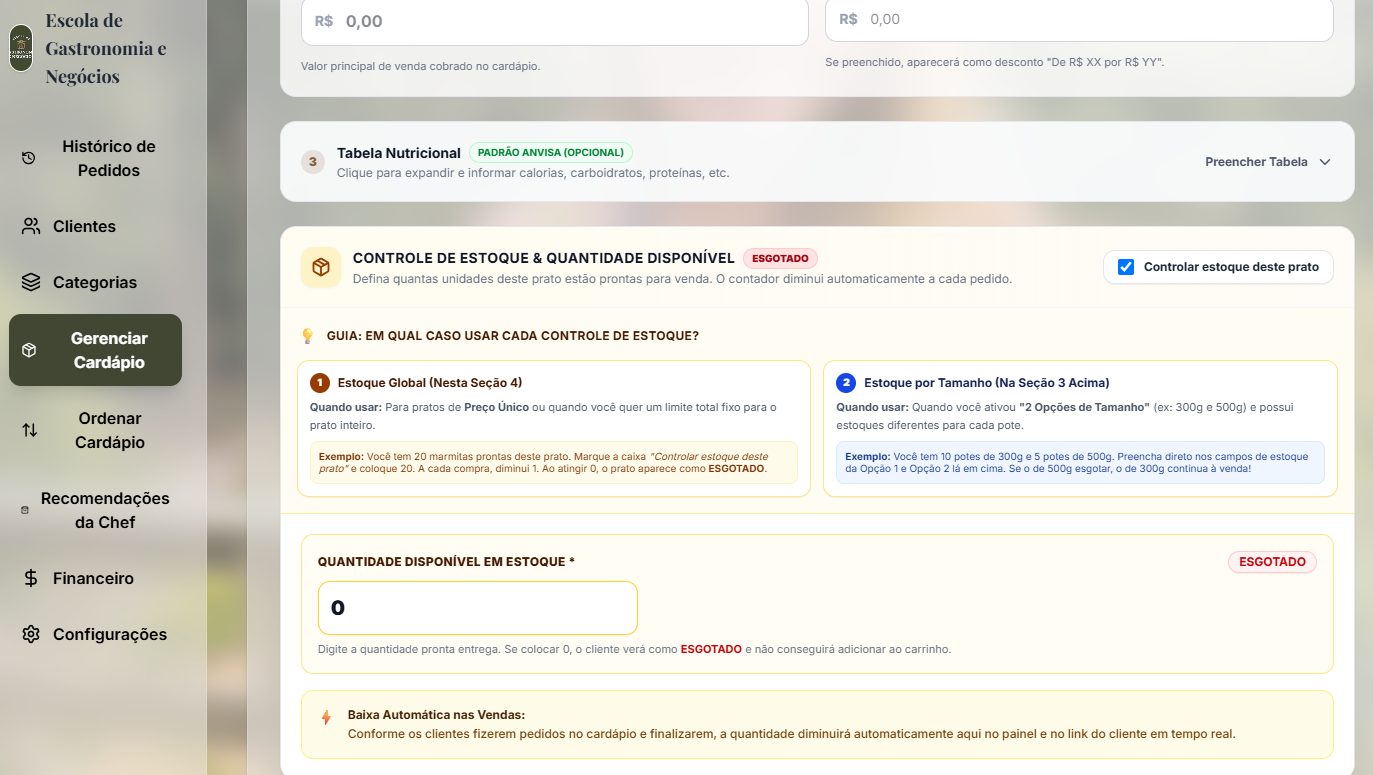 Escola de
Gastronomia e
Negócios
Histórico de
Pedidos
Clientes
Categorias
Gerenciar
Cardápio
Ordenar
Cardápio
Recomendações
da Chef
Financeiro
Configurações
R$ 0,00
Valor principal de venda cobrado no cardápio.
R$ 0,00
Se preenchido, aparecerá como desconto "De R$ XX por R$ YY".
3
Tabela Nutricional PADRÃO ANVISA (OPCIONAL)
Clique para expandir e informar calorias, carboidratos, proteínas, etc.
Preencher Tabela
CONTROLE DE ESTOQUE & QUANTIDADE DISPONÍVEL ESGOTADO
Defina quantas unidades deste prato estão prontas para venda. O contador diminui automaticamente a cada pedido.
Controlar estoque deste prato
GUIA: EM QUAL CASO USAR CADA CONTROLE DE ESTOQUE?
1 Estoque Global (Nesta Seção 4)
Quando usar: Para pratos de Preço Único ou quando você quer um limite total fixo para o
prato inteiro.
Exemplo: Você tem 20 marmitas prontas deste prato. Marque a caixa "Controlar estoque deste
prato" e coloque 20. A cada compra, diminui 1. Ao atingir 0, o prato aparece como ESGOTADO.
2 Estoque por Tamanho (Na Seção 3 Acima)
Quando usar: Quando você ativou "2 Opções de Tamanho" (ex: 300g e 500g) e possui
estoques diferentes para cada pote.
Exemplo: Você tem 10 potes de 300g e 5 potes de 500g. Preencha direto nos campos de estoque
da Opção 1 e Opção 2 lá em cima. Se o de 500g esgotar, o de 300g continua à venda!
QUANTIDADE DISPONÍVEL EM ESTOQUE *
ESGOTADO
0
Digite a quantidade pronta entrega. Se colocar 0, o cliente verá como ESGOTADO e não conseguirá adicionar ao carrinho.
Baixa Automática nas Vendas:
Conforme os clientes fizerem pedidos no cardápio e finalizarem, a quantidade diminuirá automaticamente aqui no painel e no link do cliente em tempo real.